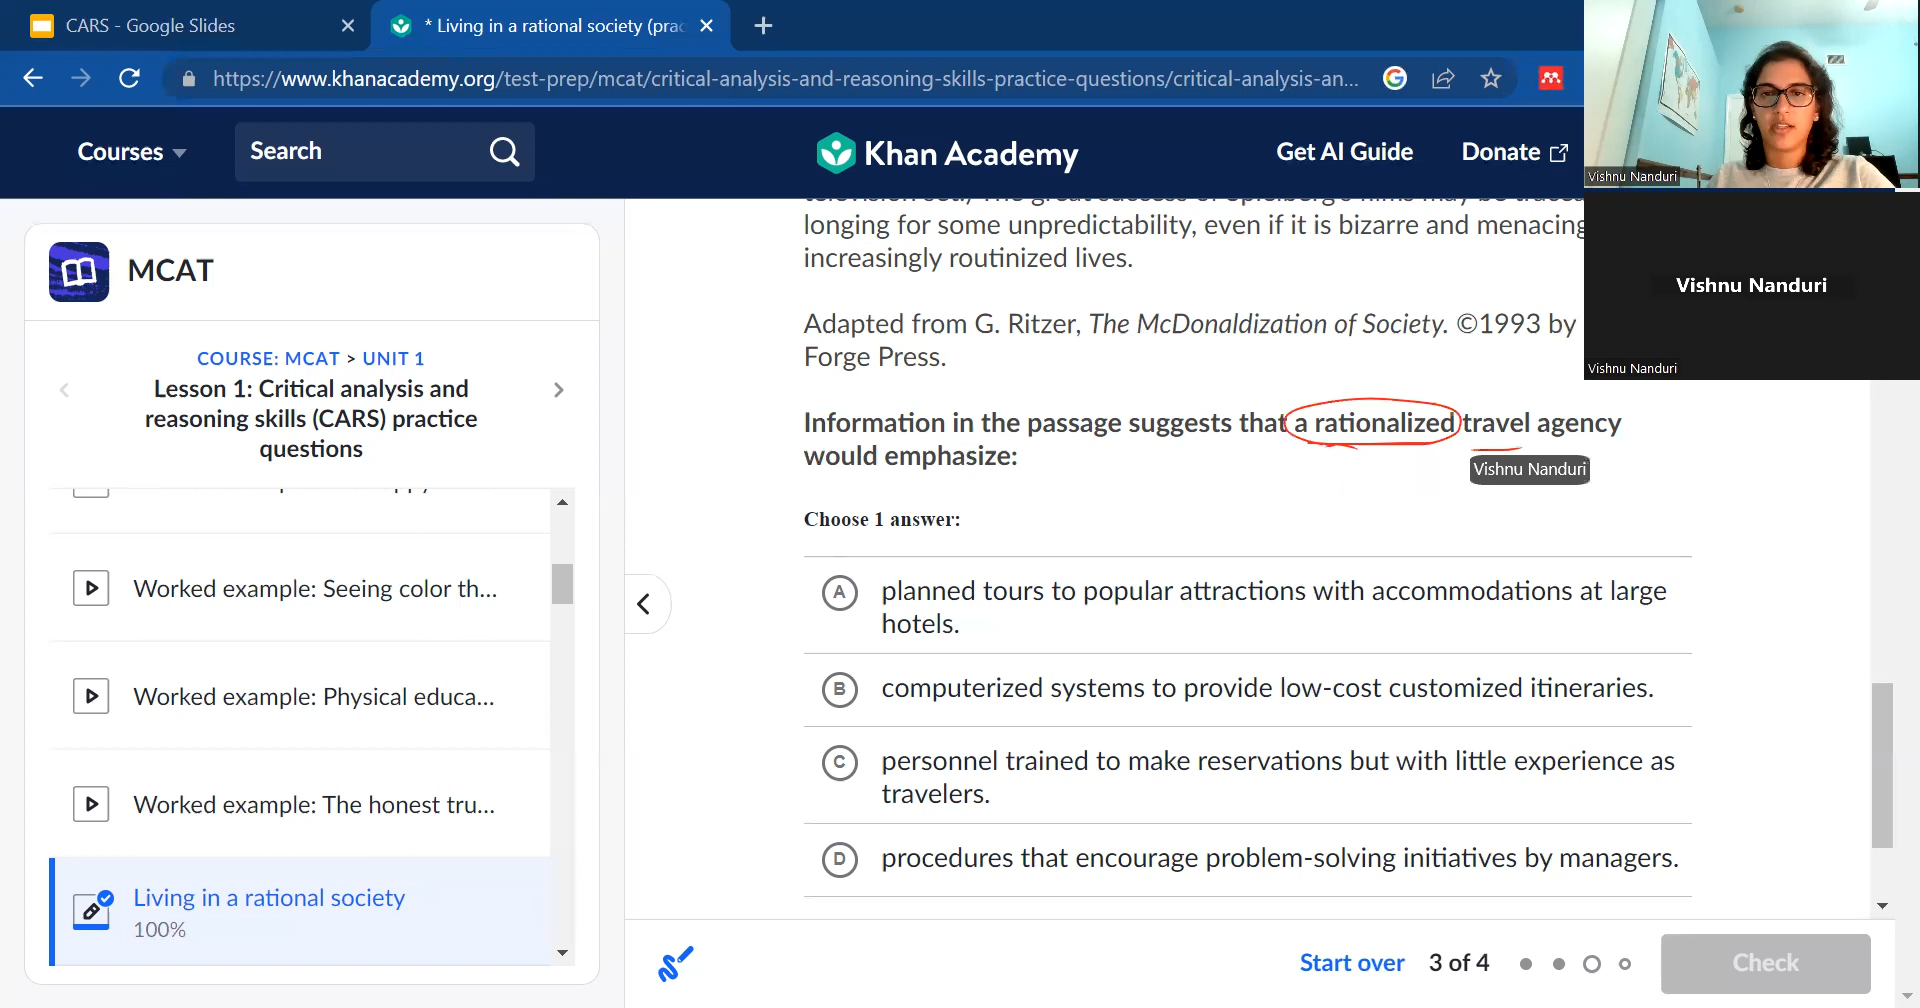 CARS - Google Slides
* Living in a rational society (prac
https://www.khanacademy.org/test-prep/mcat/critical-analysis-and-reasoning-skills-practice-questions/critical-analysis-an...
Vishnu Nanduri
Courses
Search
Khan Academy
Get AI Guide
Donate
Vishnu Nanduri
Vishnu Nanduri
MCAT
COURSE: MCAT > UNIT 1
Lesson 1: Critical analysis and
reasoning skills (CARS) practice
questions
Worked example: Seeing color th...
Worked example: Physical educa...
Worked example: The honest tru...
Living in a rational society
100%
longing for some unpredictability, even if it is bizarre and menacing
increasingly routinized lives.
Adapted from G. Ritzer, The McDonaldization of Society. ©1993 by
Forge Press.
Information in the passage suggests that a rationalized travel agency
would emphasize:
Vishnu Nanduri
Choose 1 answer:
A planned tours to popular attractions with accommodations at large
hotels.
B computerized systems to provide low-cost customized itineraries.
C personnel trained to make reservations but with little experience as
travelers.
D procedures that encourage problem-solving initiatives by managers.
Start over
3 of 4
Check